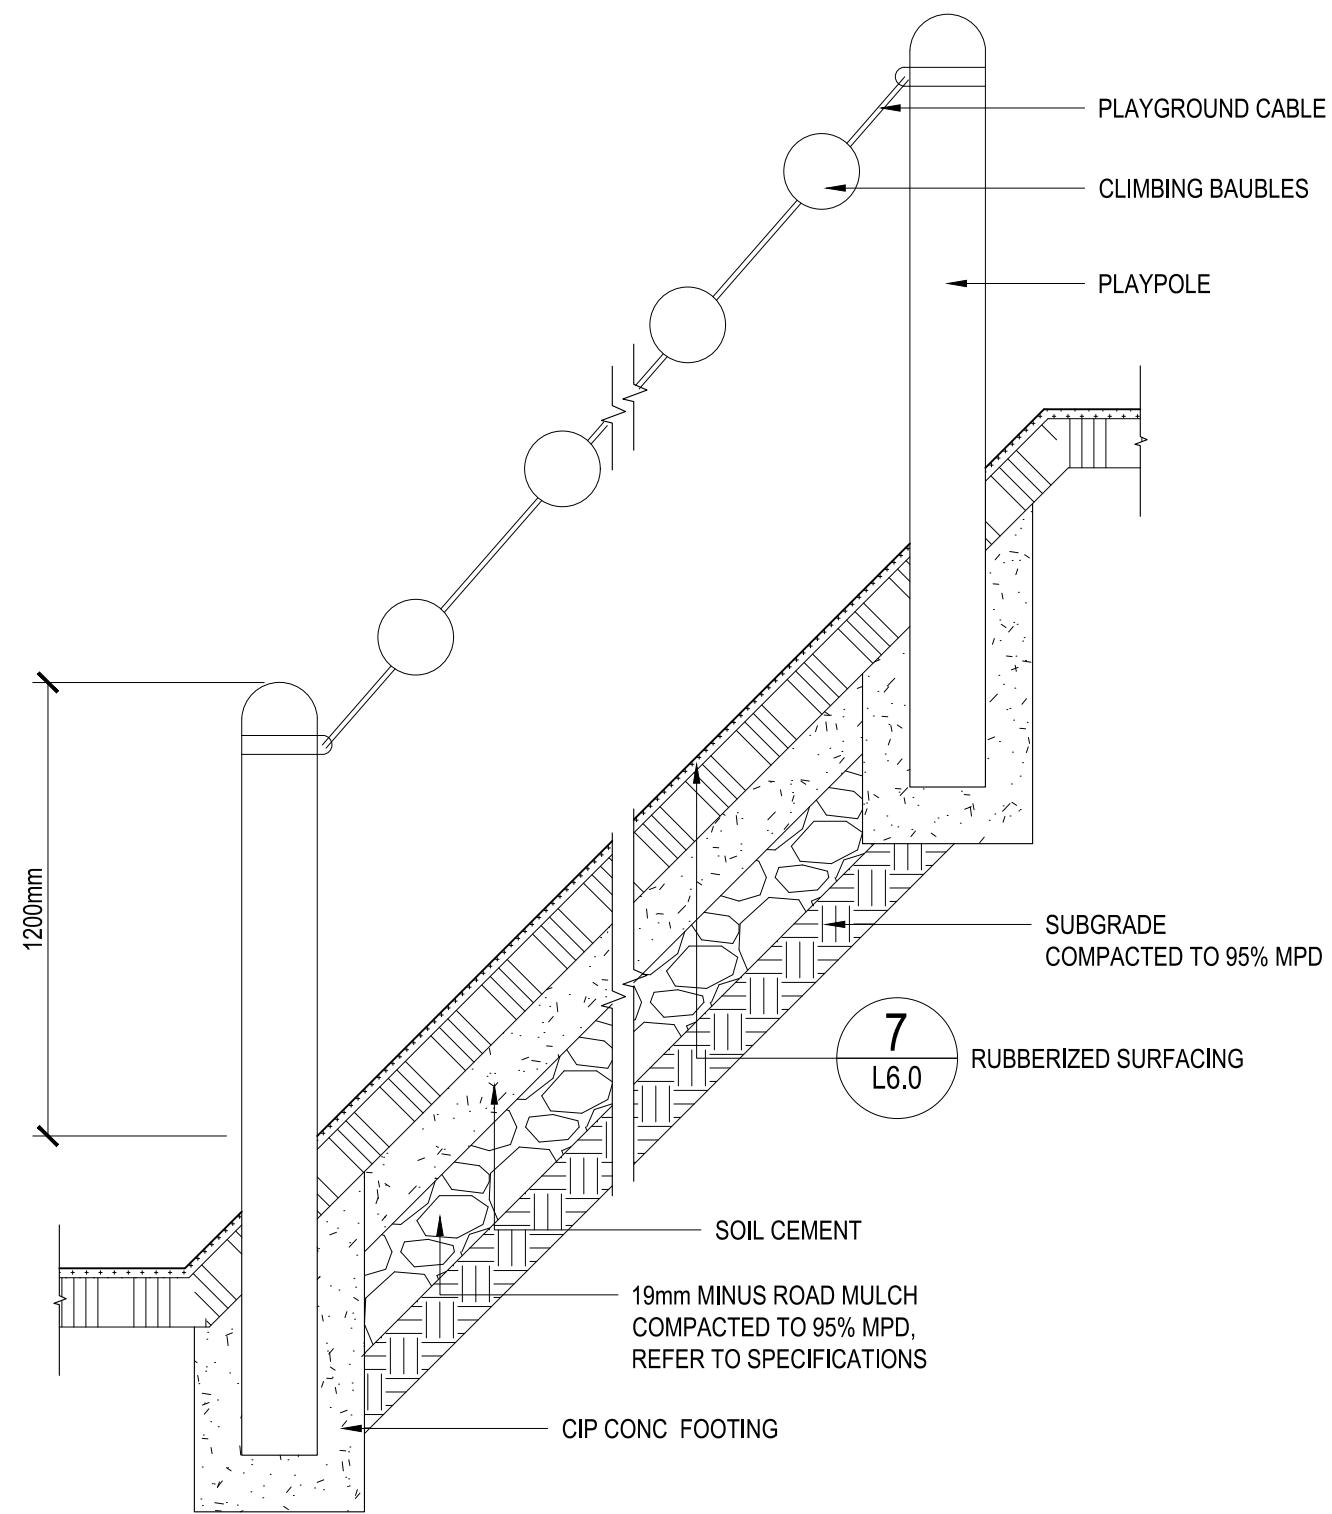 PLAYGROUND CABLE
CLIMBING BAUBLES
PLAYPOLE
1200mm
SUBGRADE
COMPACTED TO 95% MPD
7
L6.0
RUBBERIZED SURFACING
SOIL CEMENT
19mm MINUS ROAD MULCH
COMPACTED TO 95% MPD,
REFER TO SPECIFICATIONS
CIP CONC FOOTING